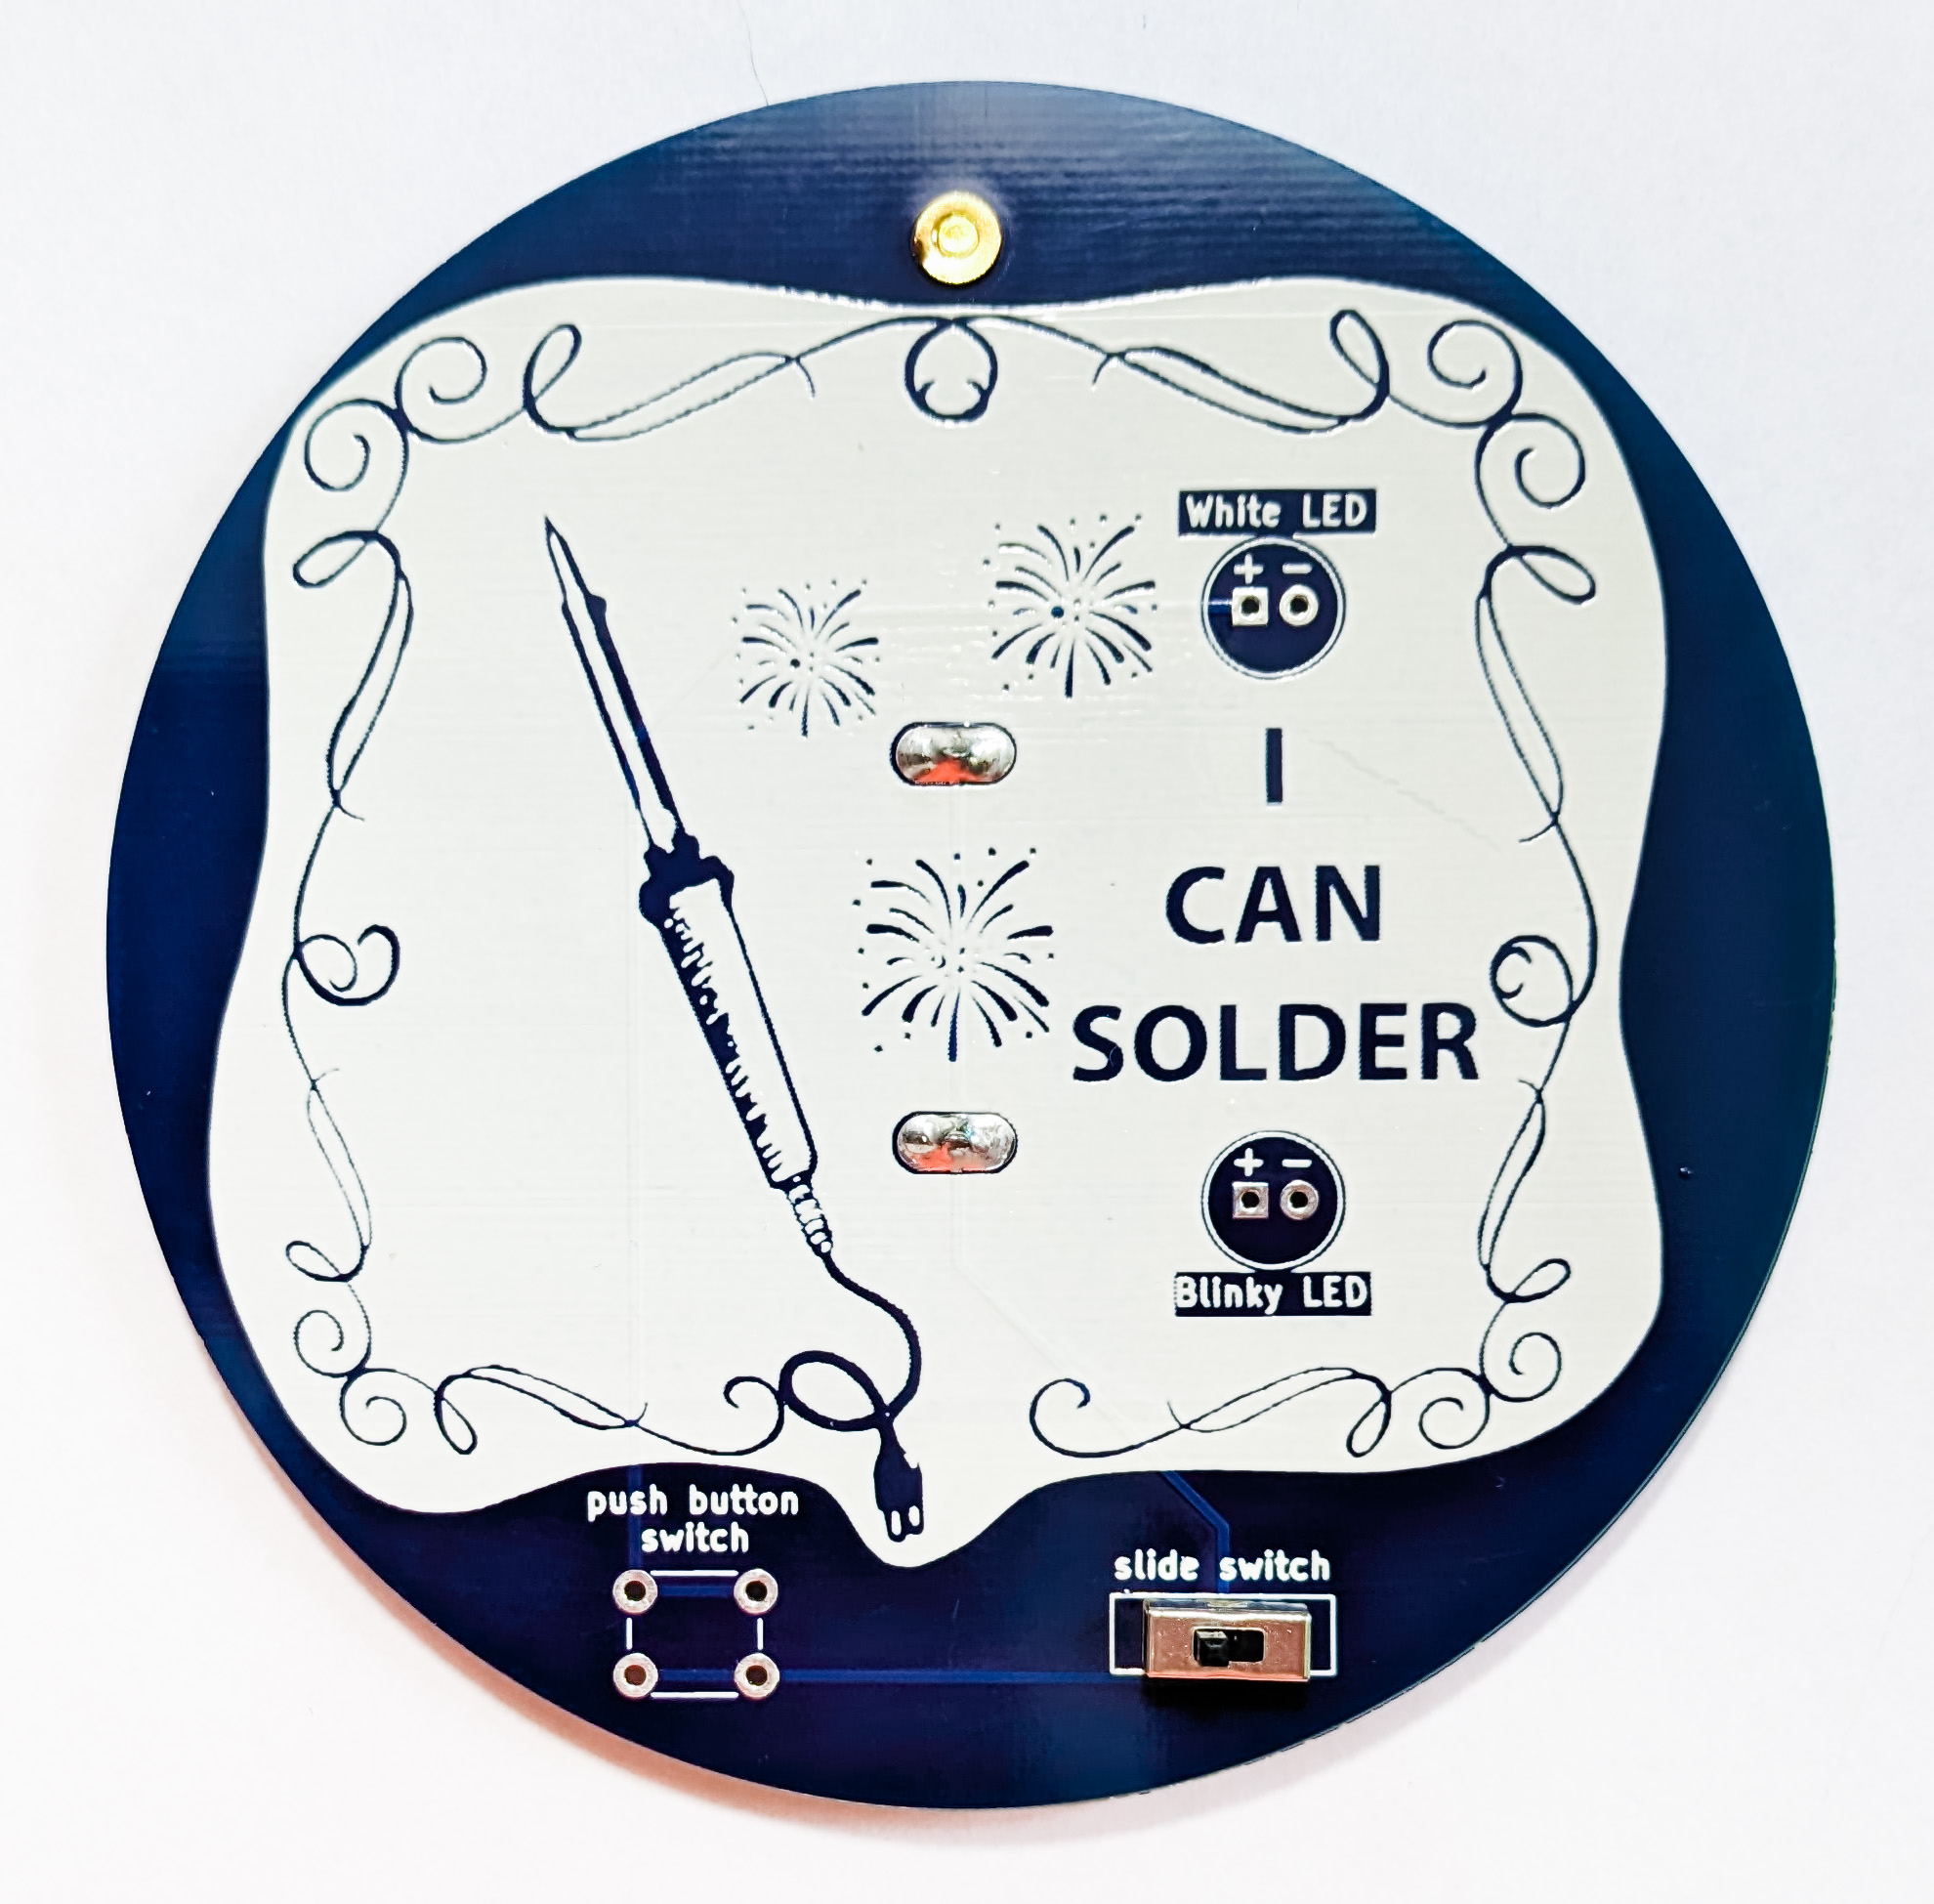 White LED
+ -
I
CAN
SOLDER
+ -
Blinky LED
push button
switch
slide switch